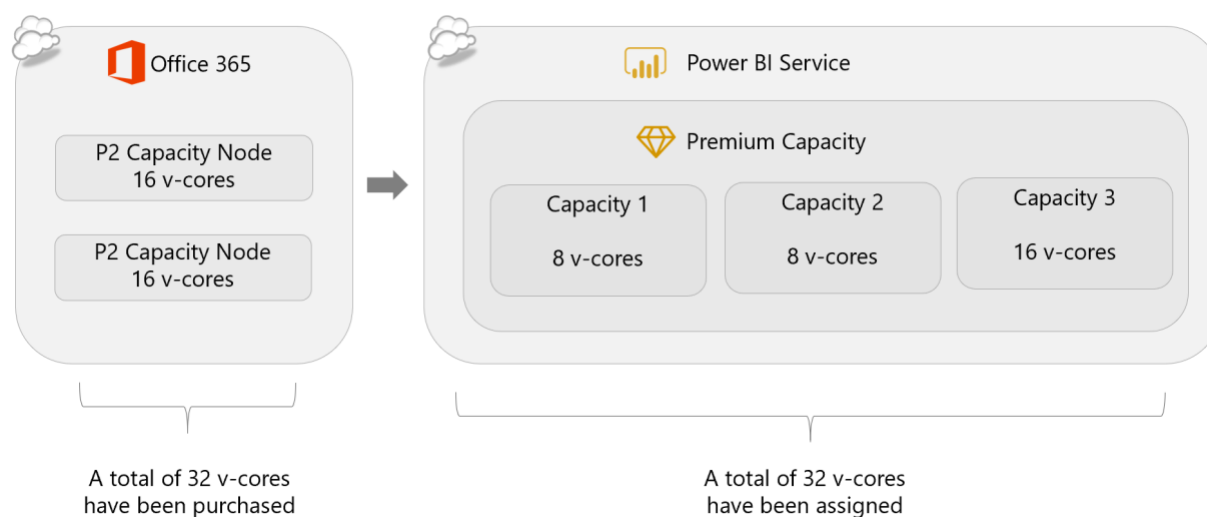 Office 365
P2 Capacity Node
16 v-cores
P2 Capacity Node
16 v-cores
A total of 32 v-cores
have been purchased
Power BI Service
Premium Capacity
Capacity 1
8 v-cores
Capacity 2
8 v-cores
Capacity 3
16 v-cores
A total of 32 v-cores
have been assigned